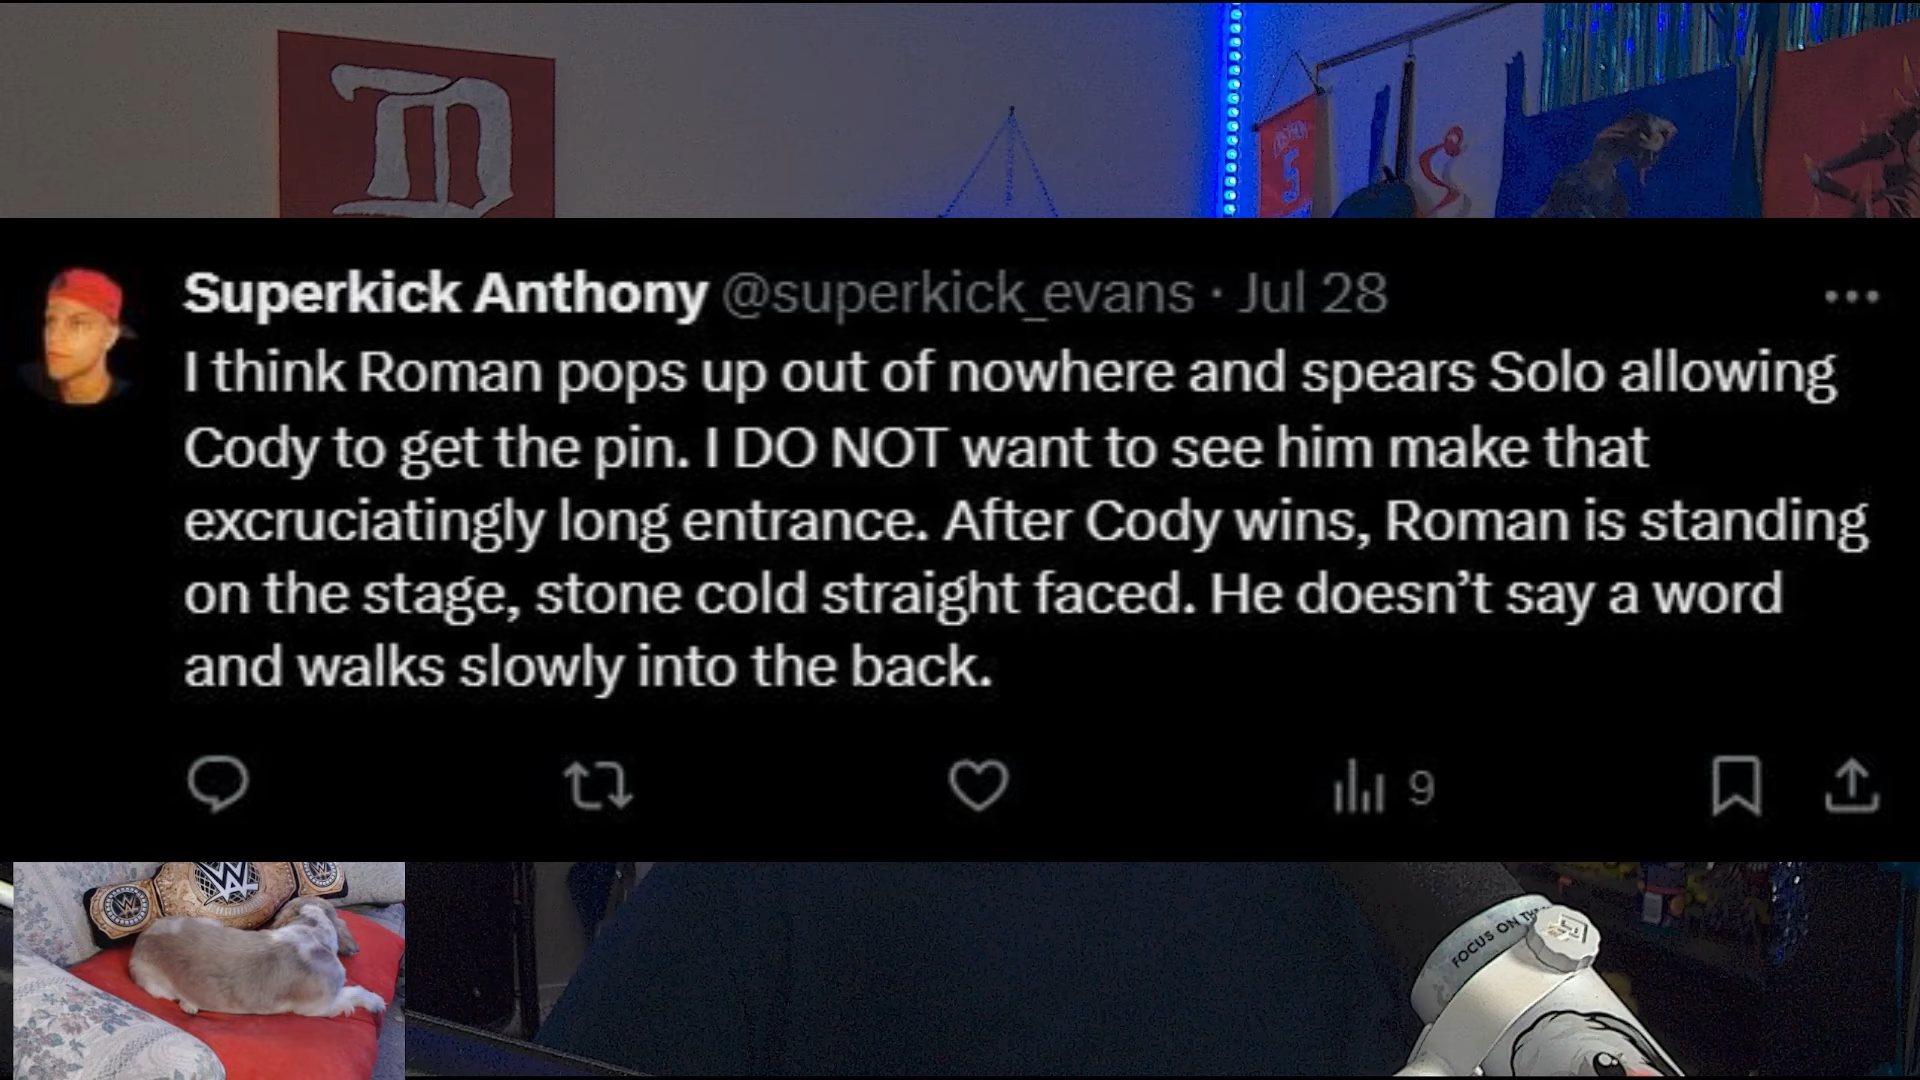 5
Superkick Anthony @superkick_evans · Jul 28
I think Roman pops up out of nowhere and spears Solo allowing
Cody to get the pin. I DO NOT want to see him make that
excruciatingly long entrance. After Cody wins, Roman is standing
on the stage, stone cold straight faced. He doesn’t say a word
and walks slowly into the back.
9
FOCUS ON